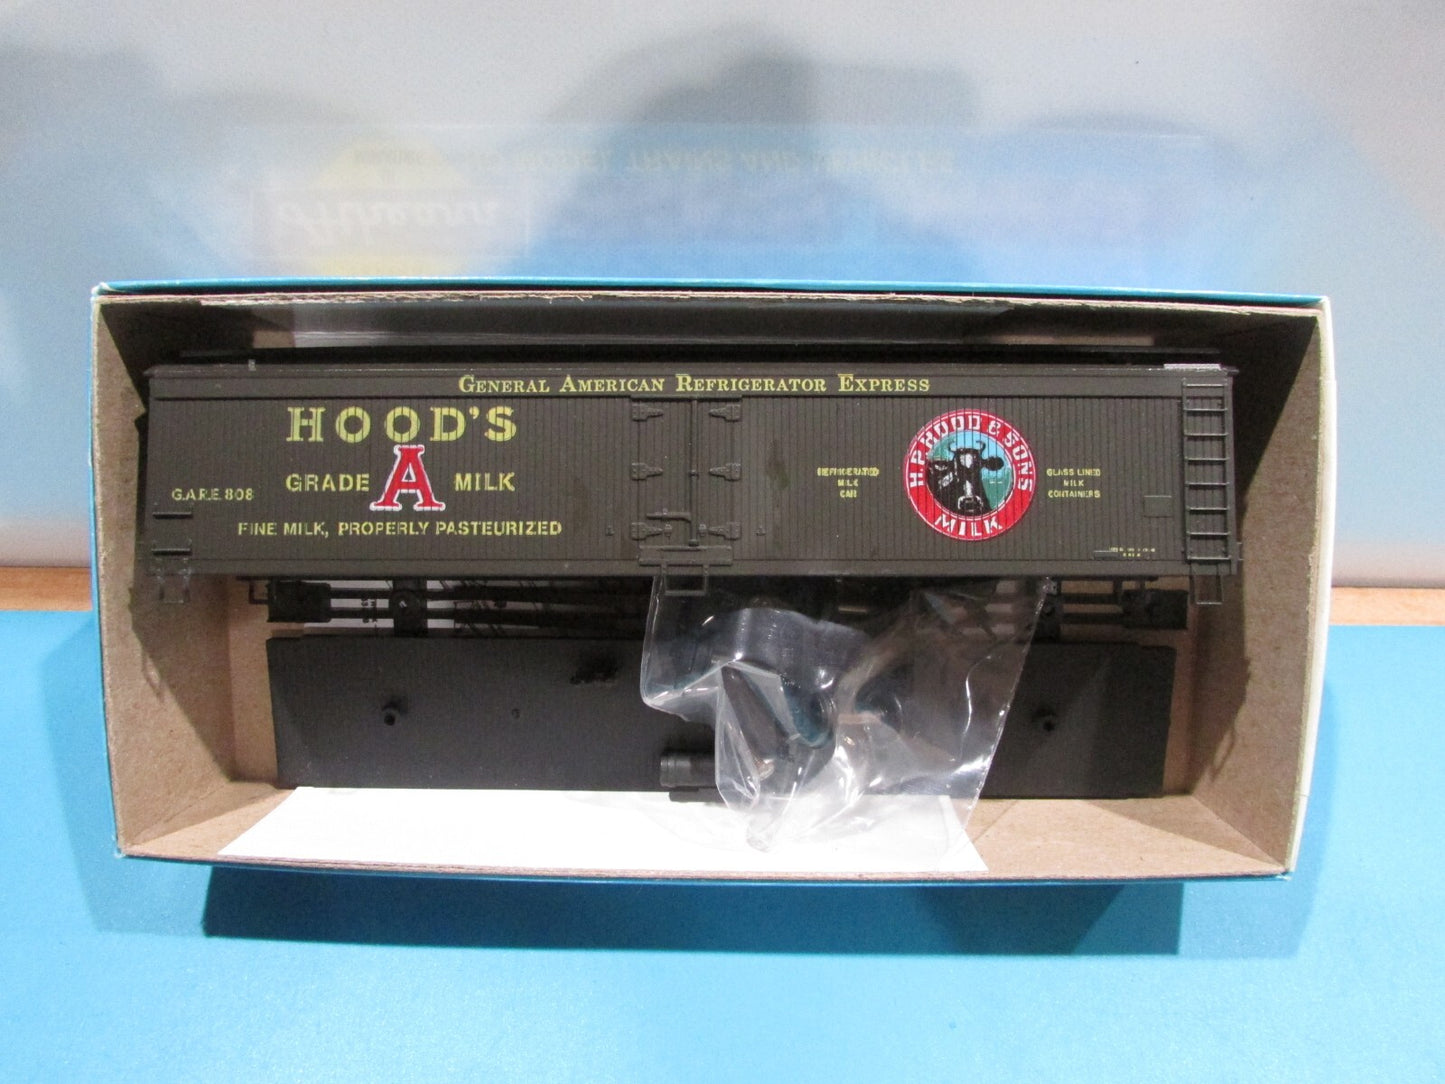 GENERAL AMERICAN REFRIGERATOR EXPRESS
HOOD'S
GRADE A MILK
G.A.R.E. 808
FINE MILK, PROPERLY PASTEURIZED
REFRIGERATED
MILK
CAR
H.P. HOOD & SONS
MILK
GLASS LINED
MILK
CONTAINERS